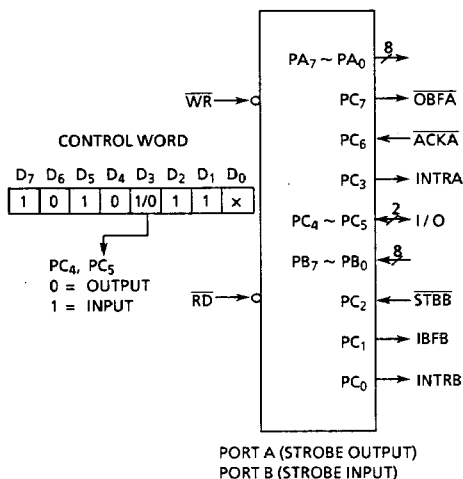 PA₇ ~ PA₀ 8
WR PC₇ OBFA
PC₆ ACKA
CONTROL WORD
PC₃ INTRA
D₇ D₆ D₅ D₄ D₃ D₂ D₁ D₀
1 0 1 0 1/0 1 1 x
PC₄ ~ PC₅ 2 I/O
PB₇ ~ PB₀ 8
PC₄, PC₅
0 = OUTPUT
1 = INPUT
RD PC₂ STBB
PC₁ IBFB
PC₀ INTRB
PORT A (STROBE OUTPUT)
PORT B (STROBE INPUT)